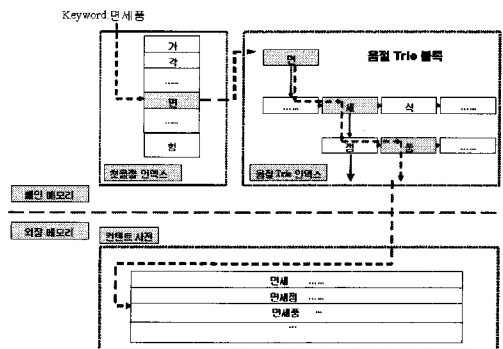 Keyword:면세품
가
각
......
면
......
힝
첫음절 인덱스
음절 Trie 블록
면
......
세
식
......
점
품
......
음절 Trie 인덱스
메인 메모리
외장 메모리
컨텐트 사전
면세 ......
면세점 ......
면세품 ...
...